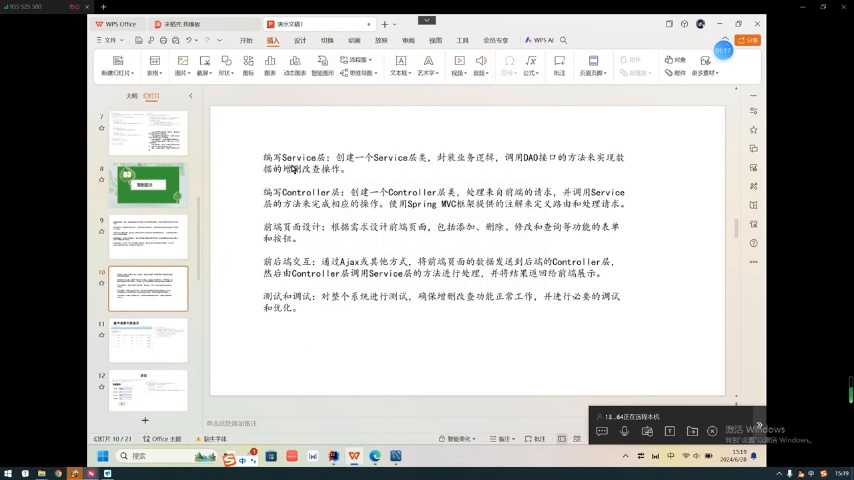 935 525 500
办公
WPS Office
演示文稿1
文件
开始
插入
设计
切换
动画
放映
审阅
视图
工具
会员专享
WPS AI
分享
01:17
新建幻灯片
表格
图片
截屏
形状
图标
图表
动态图表
智能图形
流程图
思维导图
文本框
艺术字
视频
音频
符号
公式
批注
页眉页脚
对象
附件
更多素材
大纲
幻灯片
7
8
9
10
11
12
编写Service层：创建一个Service层类，封装业务逻辑，调用DAO接口的方法来实现数
据的增删改查操作。
编写Controller层：创建一个Controller层类，处理来自前端的请求，并调用Service
层的方法来完成相应的操作。使用Spring MVC框架提供的注解来定义路由和处理请求。
前端页面设计：根据需求设计前端页面，包括添加、删除、修改和查询等功能的表单
和按钮。
前后端交互：通过Ajax或其他方式，将前端页面的数据发送到后端的Controller层，
然后由Controller层调用Service层的方法进行处理，并将结果返回给前端展示。
测试和调试：对整个系统进行测试，确保增删改查功能正常工作，并进行必要的调试
和优化。
单击此处添加备注
13...64正在远程本机
激活 Windows
转到"设置"以激活 Windows。
幻灯片 10 / 21
Office 主题
缺失字体
智能美化
备注
批注
搜索
中
15:19
2024/6/28
中
15:19